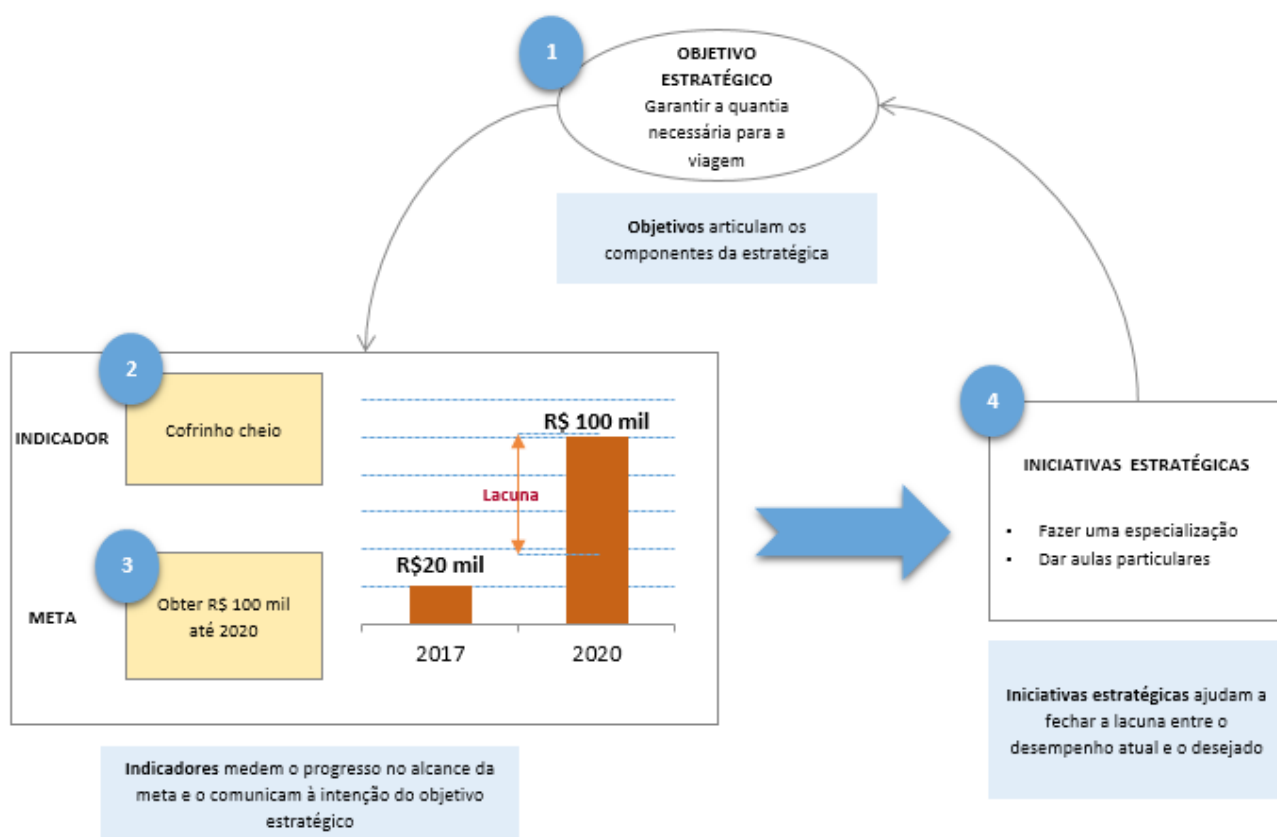 1
OBJETIVO
ESTRATÉGICO
Garantir a quantia
necessária para a
viagem
Objetivos articulam os
componentes da estratégica
2
INDICADOR
Cofrinho cheio
3
META
Obter R$ 100 mil
até 2020
R$ 100 mil
Lacuna
R$20 mil
2017
2020
Indicadores medem o progresso no alcance da
meta e o comunicam à intenção do objetivo
estratégico
4
INICIATIVAS ESTRATÉGICAS
• Fazer uma especialização
• Dar aulas particulares
Iniciativas estratégicas ajudam a
fechar a lacuna entre o
desempenho atual e o desejado